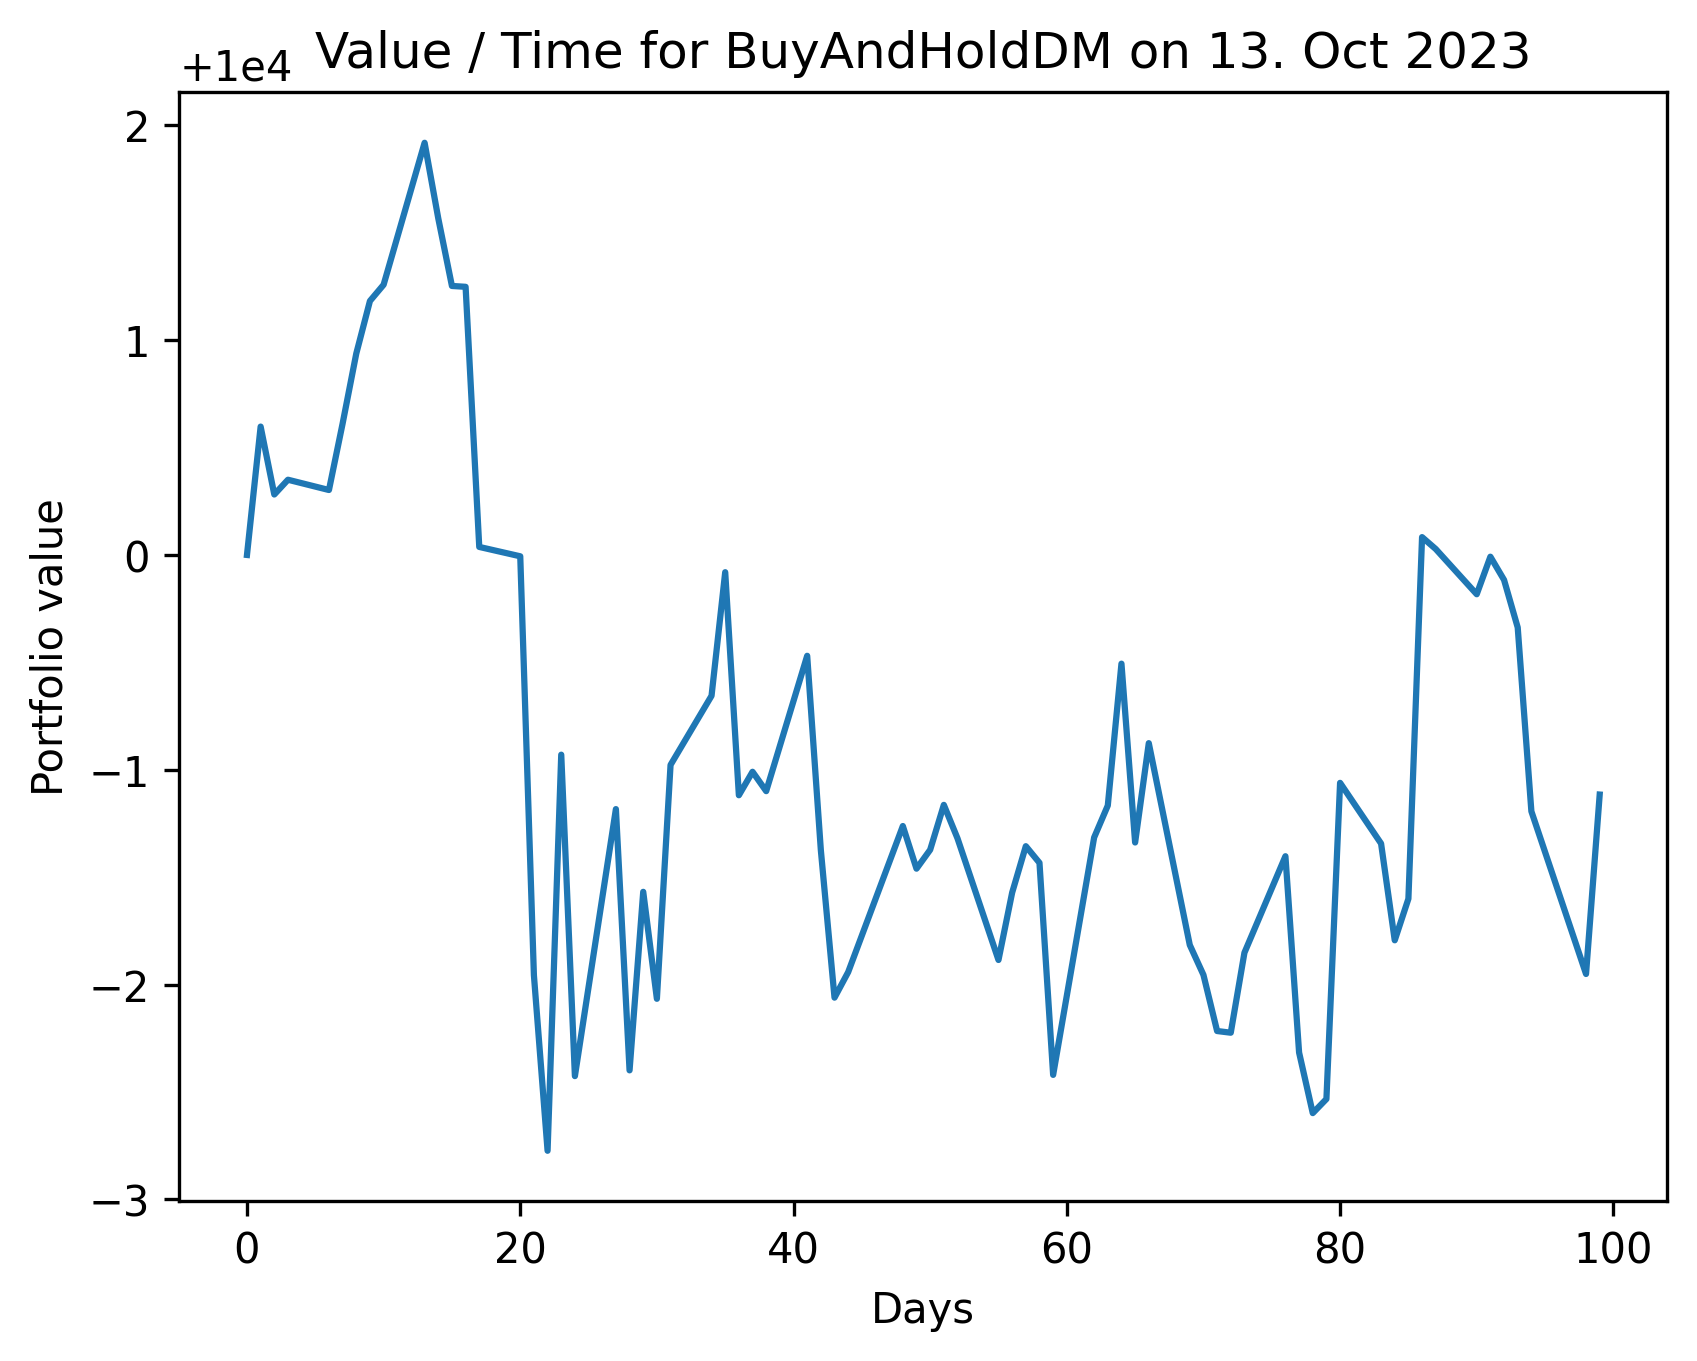 Value / Time for BuyAndHoldDM on 13. Oct 2023
+1e4
2
1
0
−1
−2
−3
Portfolio value
0 20 40 60 80 100
Days